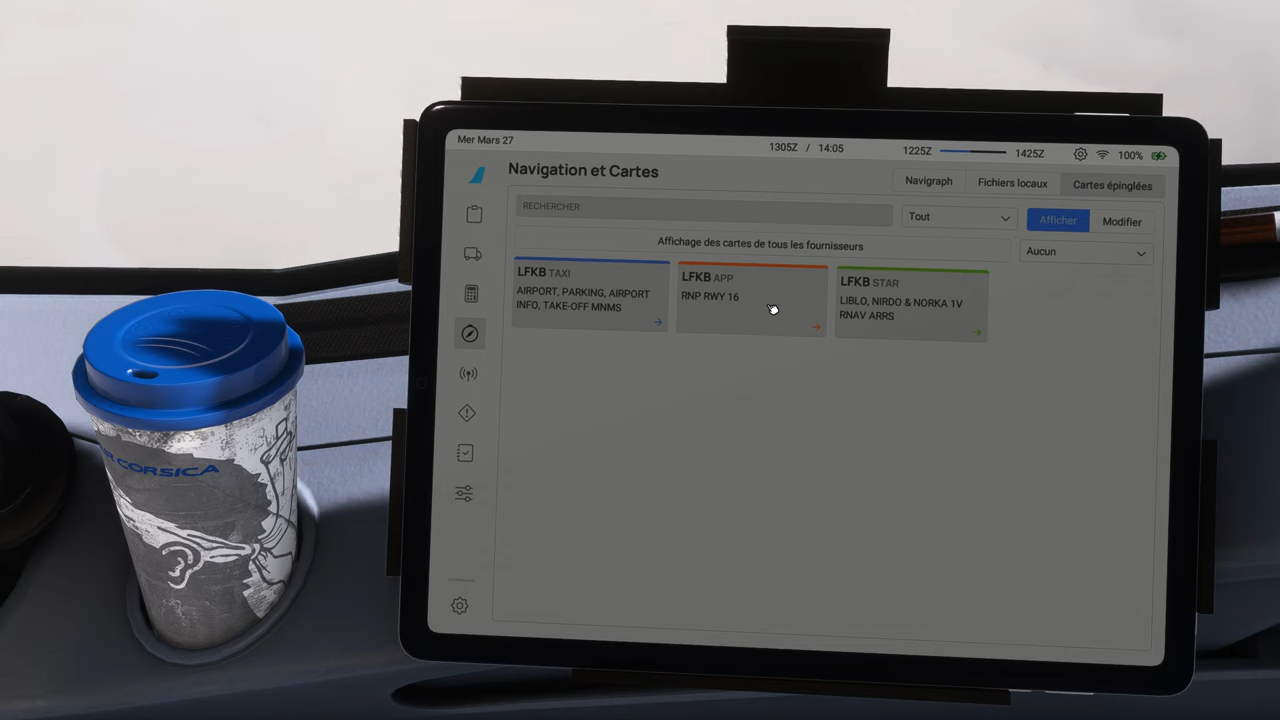 Mer Mars 27
1305Z / 14:05
1225Z
1425Z
100%
Navigation et Cartes
Navigraph
Fichiers locaux
Cartes épinglées
RECHERCHER
Tout
Afficher
Modifier
Affichage des cartes de tous les fournisseurs
Aucun
LFKB TAXI
AIRPORT, PARKING, AIRPORT
INFO, TAKE-OFF MNMS
LFKB APP
RNP RWY 16
LFKB STAR
LIBLO, NIRDO & NORKA 1V
RNAV ARRS
CORSICA